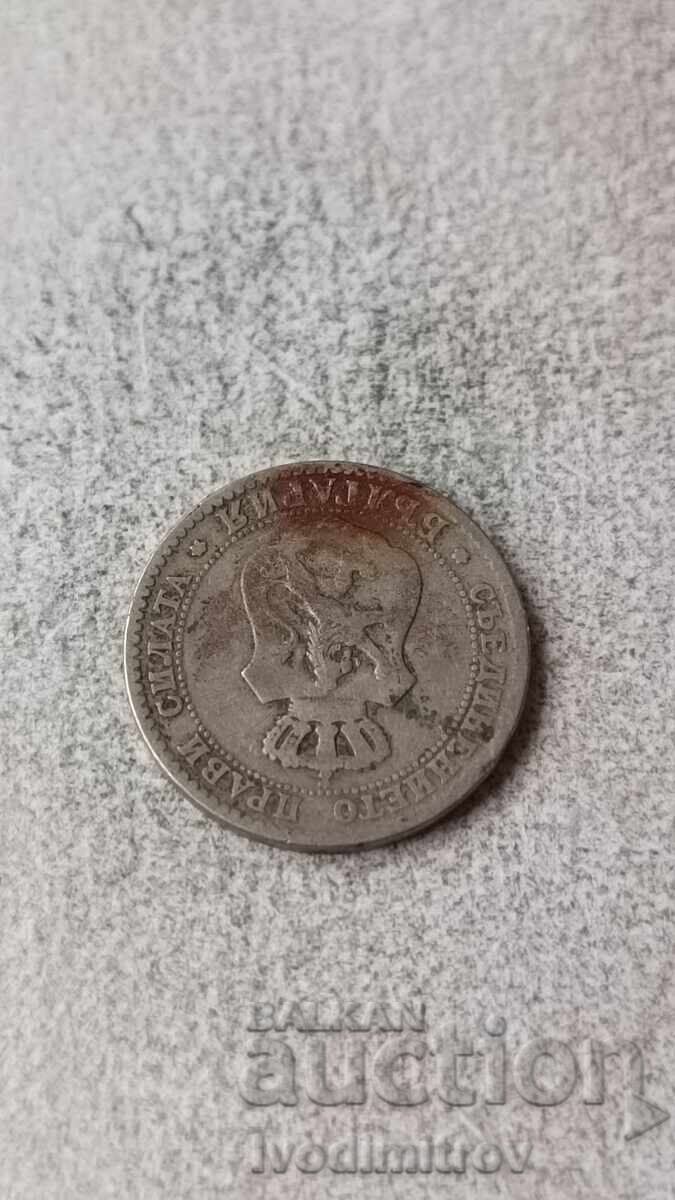 СЪЕДИНЕНИЕТО ПРАВИ СИЛАТА
БЪЛГАРИЯ
BALKAN
auction
Ivodimitrov